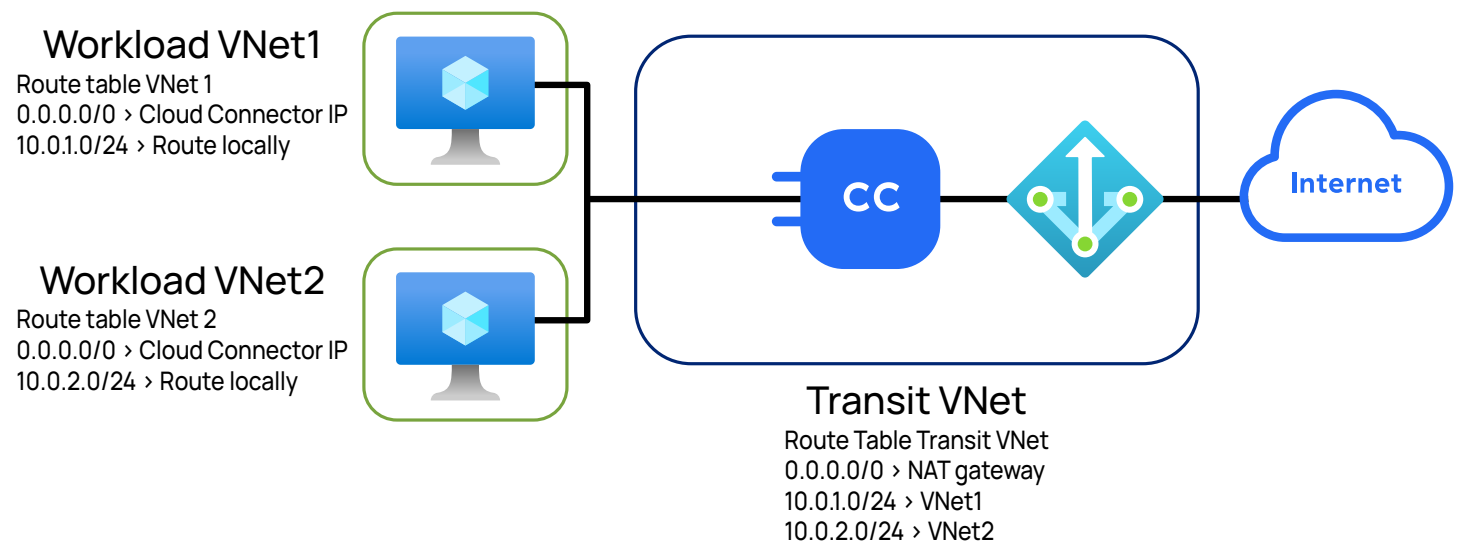 Workload VNet1
Route table VNet 1
0.0.0.0/0 > Cloud Connector IP
10.0.1.0/24 > Route locally
Workload VNet2
Route table VNet 2
0.0.0.0/0 > Cloud Connector IP
10.0.2.0/24 > Route locally
CC
Internet
Transit VNet
Route Table Transit VNet
0.0.0.0/0 > NAT gateway
10.0.1.0/24 > VNet1
10.0.2.0/24 > VNet2